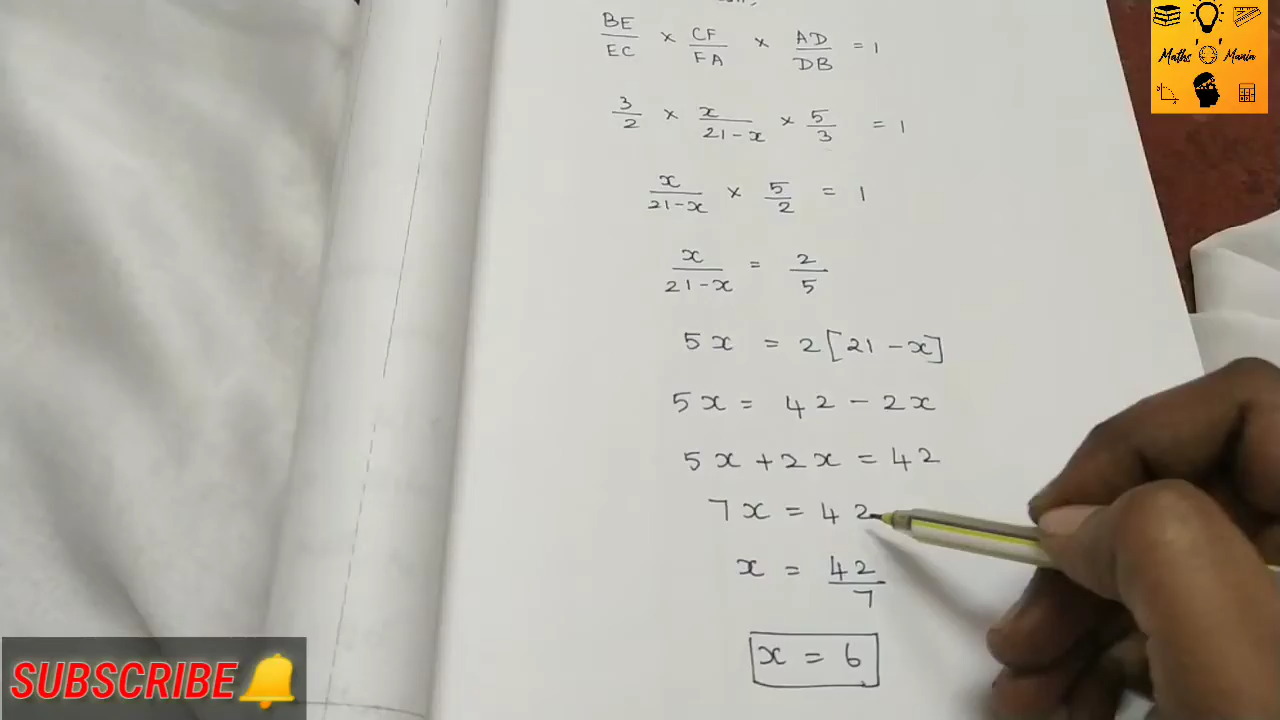 BE/EC × CF/FA × AD/DB = 1
3/2 × x/21-x × 5/3 = 1
x/21-x × 5/2 = 1
x/21-x = 2/5
5x = 2[21-x]
5x = 42 - 2x
5x + 2x = 42
7x = 42
x = 42/7
x = 6
Maths Mania
SUBSCRIBE